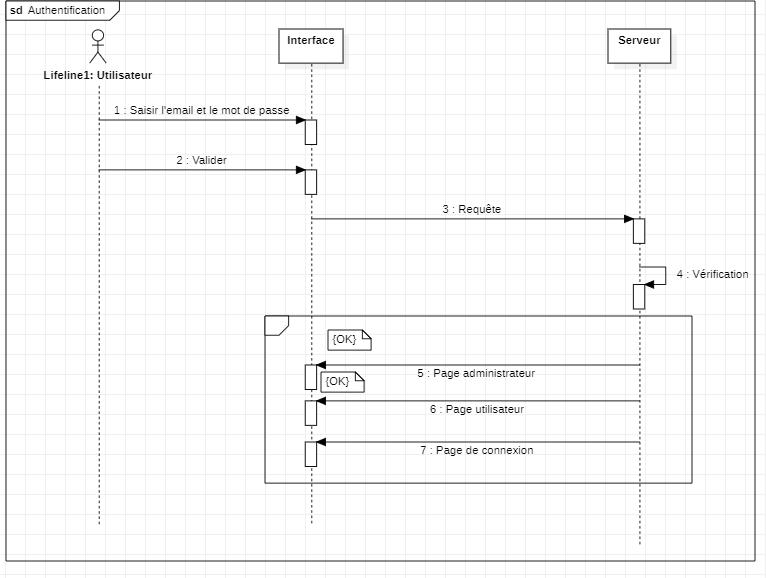 sd Authentification
Interface
Serveur
Lifeline1: Utilisateur
1 : Saisir l'email et le mot de passe
2 : Valider
3 : Requête
4 : Vérification
{OK}
5 : Page administrateur
{OK}
6 : Page utilisateur
7 : Page de connexion